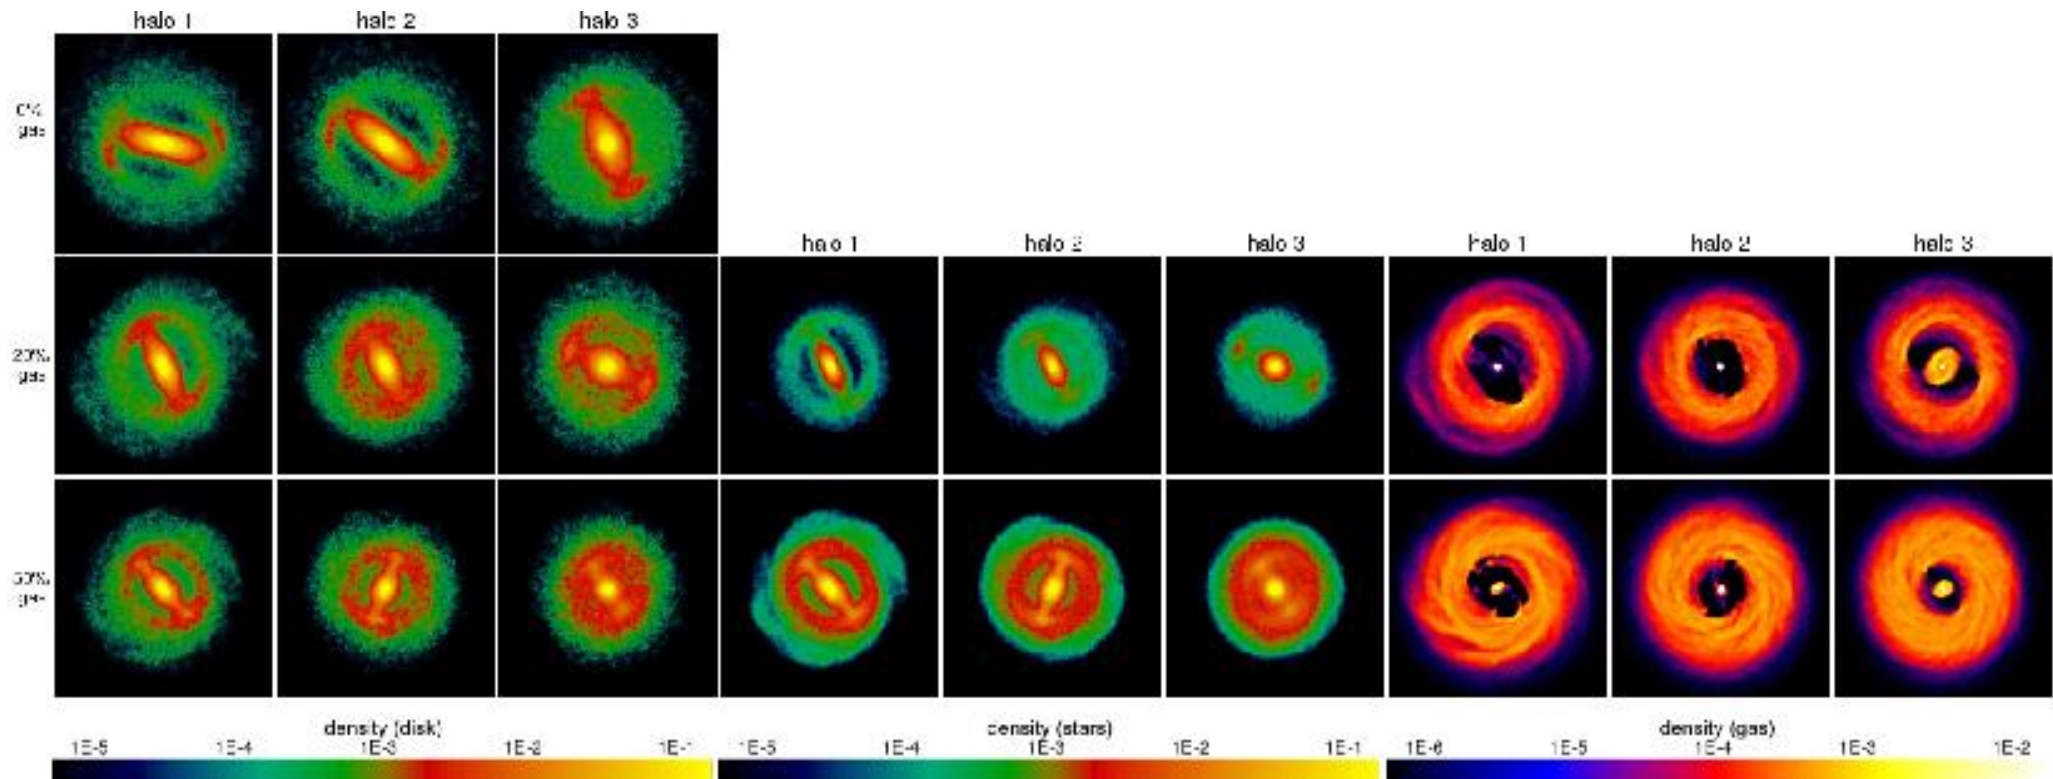 halo 1 halo 2 halo 3
0%
gas
halo 1 halo 2 halo 3 halo 1 halo 2 halo 3
20%
gas
50%
gas
density (disk) density (stars) density (gas)
1E-5 1E-4 1E-3 1E-2 1E-1 1E-5 1E-4 1E-3 1E-2 1E-1 1E-6 1E-5 1E-4 1E-3 1E-2